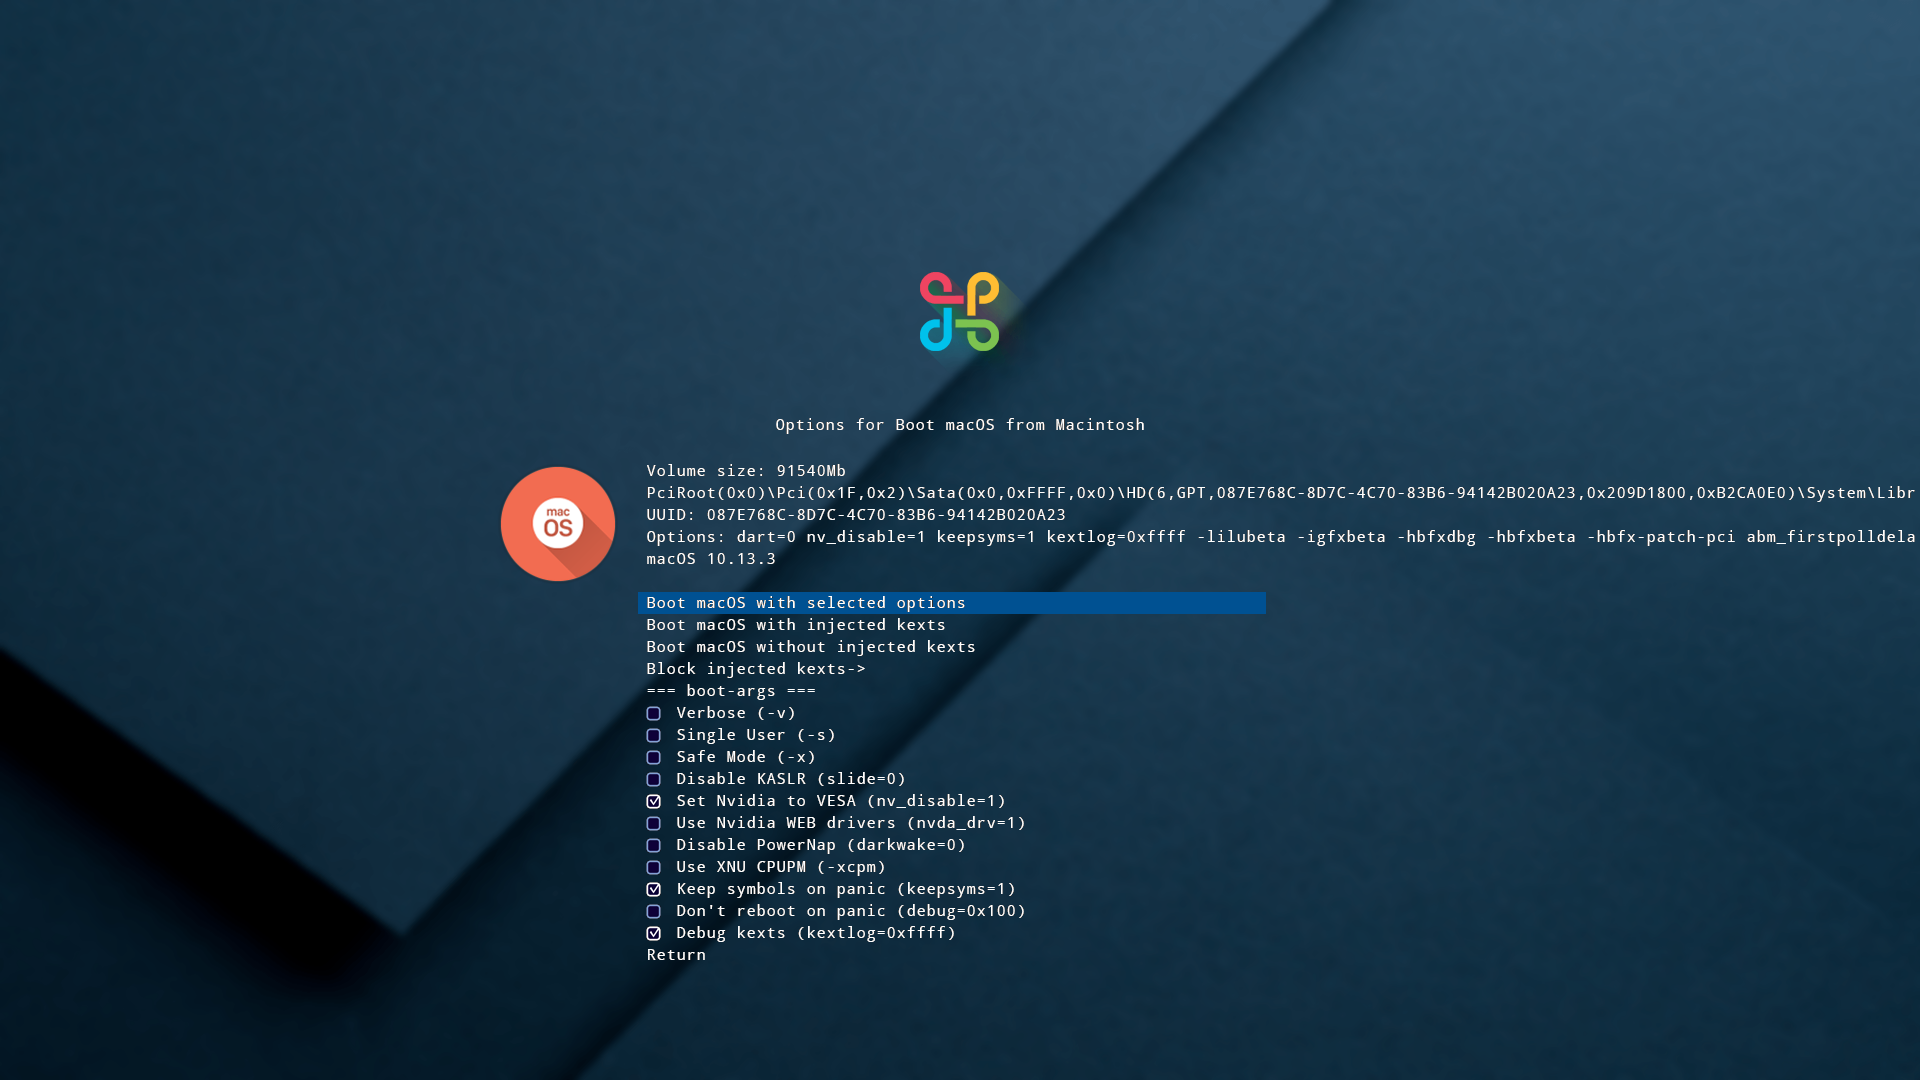 Options for Boot macOS from Macintosh
mac
OS
Volume size: 91540Mb
PciRoot(0x0)\Pci(0x1F,0x2)\Sata(0x0,0xFFFF,0x0)\HD(6,GPT,087E768C-8D7C-4C70-83B6-94142B020A23,0x209D1800,0xB2CA0E0)\System\Libr
UUID: 087E768C-8D7C-4C70-83B6-94142B020A23
Options: dart=0 nv_disable=1 keepsyms=1 kextlog=0xffff -lilubeta -igfxbeta -hbfxdbg -hbfxbeta -hbfx-patch-pci abm_firstpolldela
macOS 10.13.3
Boot macOS with selected options
Boot macOS with injected kexts
Boot macOS without injected kexts
Block injected kexts->
=== boot-args ===
Verbose (-v)
Single User (-s)
Safe Mode (-x)
Disable KASLR (slide=0)
Set Nvidia to VESA (nv_disable=1)
Use Nvidia WEB drivers (nvda_drv=1)
Disable PowerNap (darkwake=0)
Use XNU CPUPM (-xcpm)
Keep symbols on panic (keepsyms=1)
Don't reboot on panic (debug=0x100)
Debug kexts (kextlog=0xffff)
Return